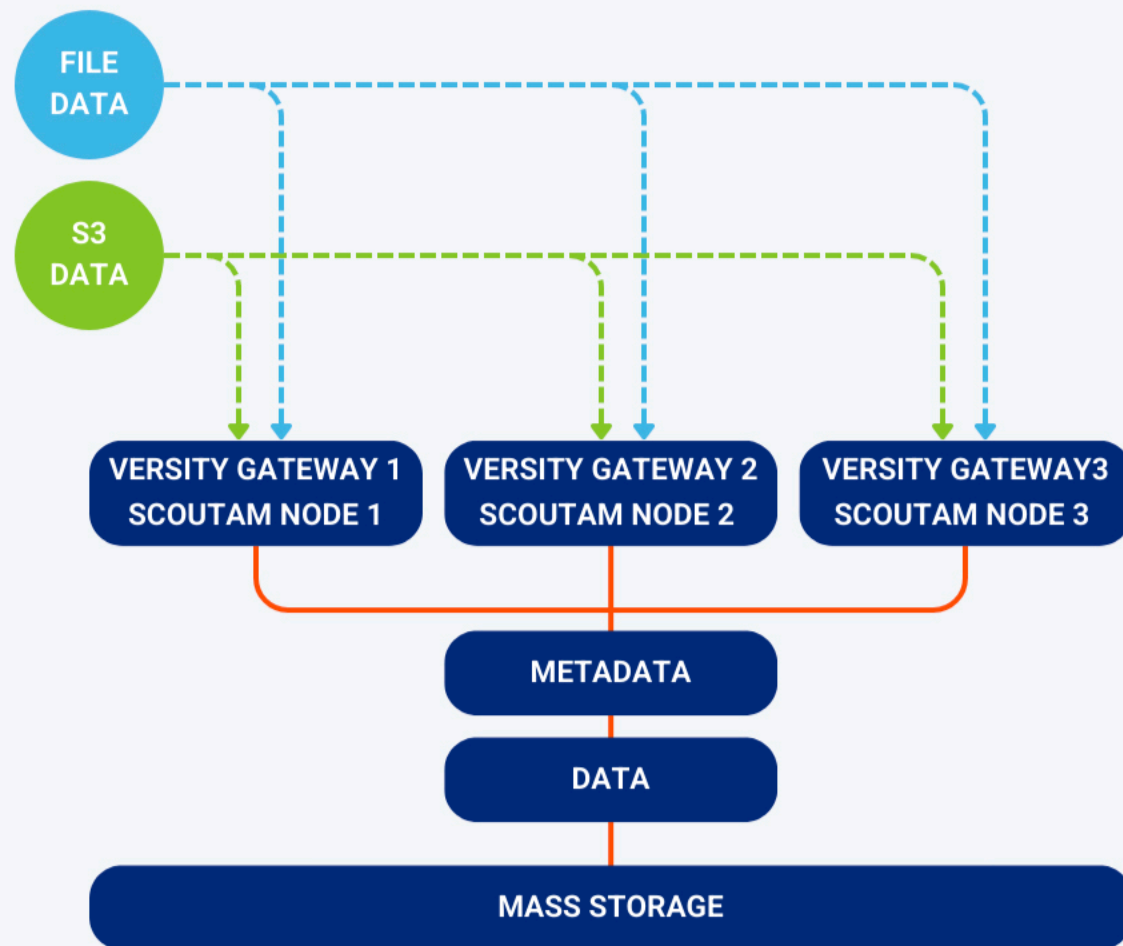 FILE
DATA
S3
DATA
VERSITY GATEWAY 1
SCOUTAM NODE 1
VERSITY GATEWAY 2
SCOUTAM NODE 2
VERSITY GATEWAY3
SCOUTAM NODE 3
METADATA
DATA
MASS STORAGE